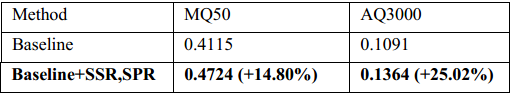 Method MQ50 AQ3000
Baseline 0.4115 0.1091
Baseline+SSR,SPR 0.4724 (+14.80%) 0.1364 (+25.02%)